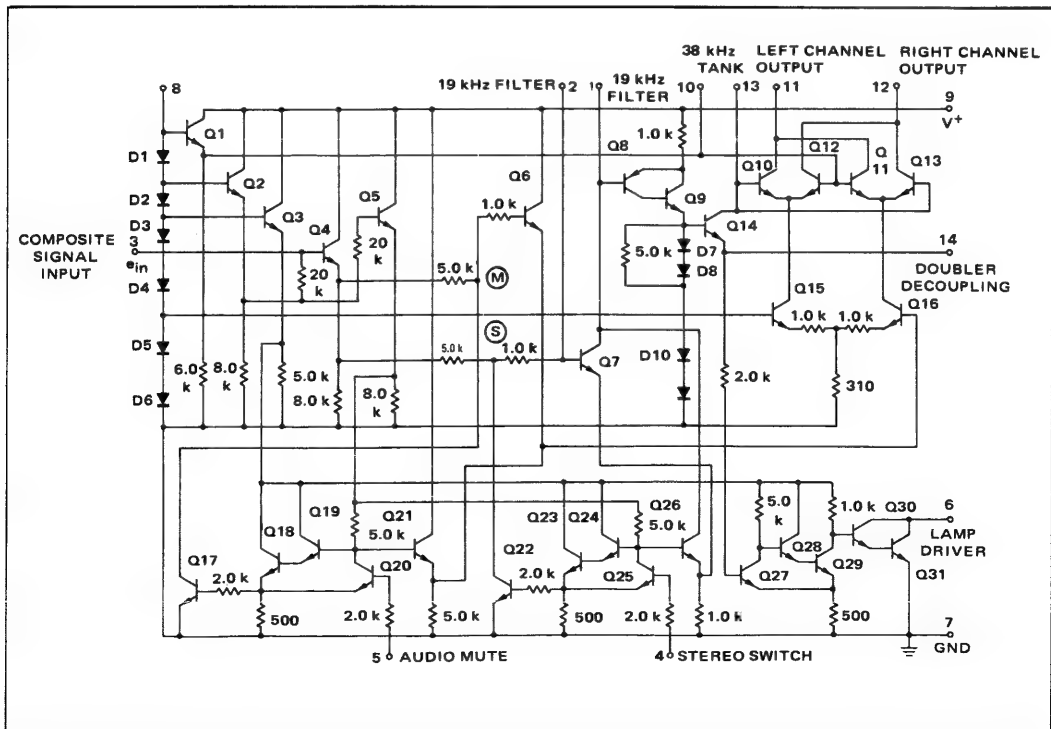 38 kHz TANK
LEFT CHANNEL OUTPUT
RIGHT CHANNEL OUTPUT
19 kHz FILTER
19 kHz FILTER
8
2
1
10
13
11
12
9
V+
Q1
D1
1.0 k
Q8
Q10
Q12
Q 11
Q13
Q2
D2
Q5
Q6
1.0 k
Q9
Q3
D3
Q4
Q14
COMPOSITE SIGNAL INPUT
3
ein
20 k
20 k
5.0 k
M
5.0 k
D7
D8
14
DOUBLER DECOUPLING
D4
S
Q15
1.0 k
1.0 k
Q16
D5
5.0 k
1.0 k
Q7
D10
D6
6.0 k
8.0 k
5.0 k
8.0 k
8.0 k
2.0 k
310
Q19
Q18
5.0 k
Q21
Q23
Q24
Q26
5.0 k
5.0 k
1.0 k
Q30
6
LAMP DRIVER
Q17
2.0 k
Q20
Q22
2.0 k
Q25
Q27
Q28
Q29
Q31
500
2.0 k
5.0 k
500
2.0 k
1.0 k
500
7
GND
5
AUDIO MUTE
4
STEREO SWITCH